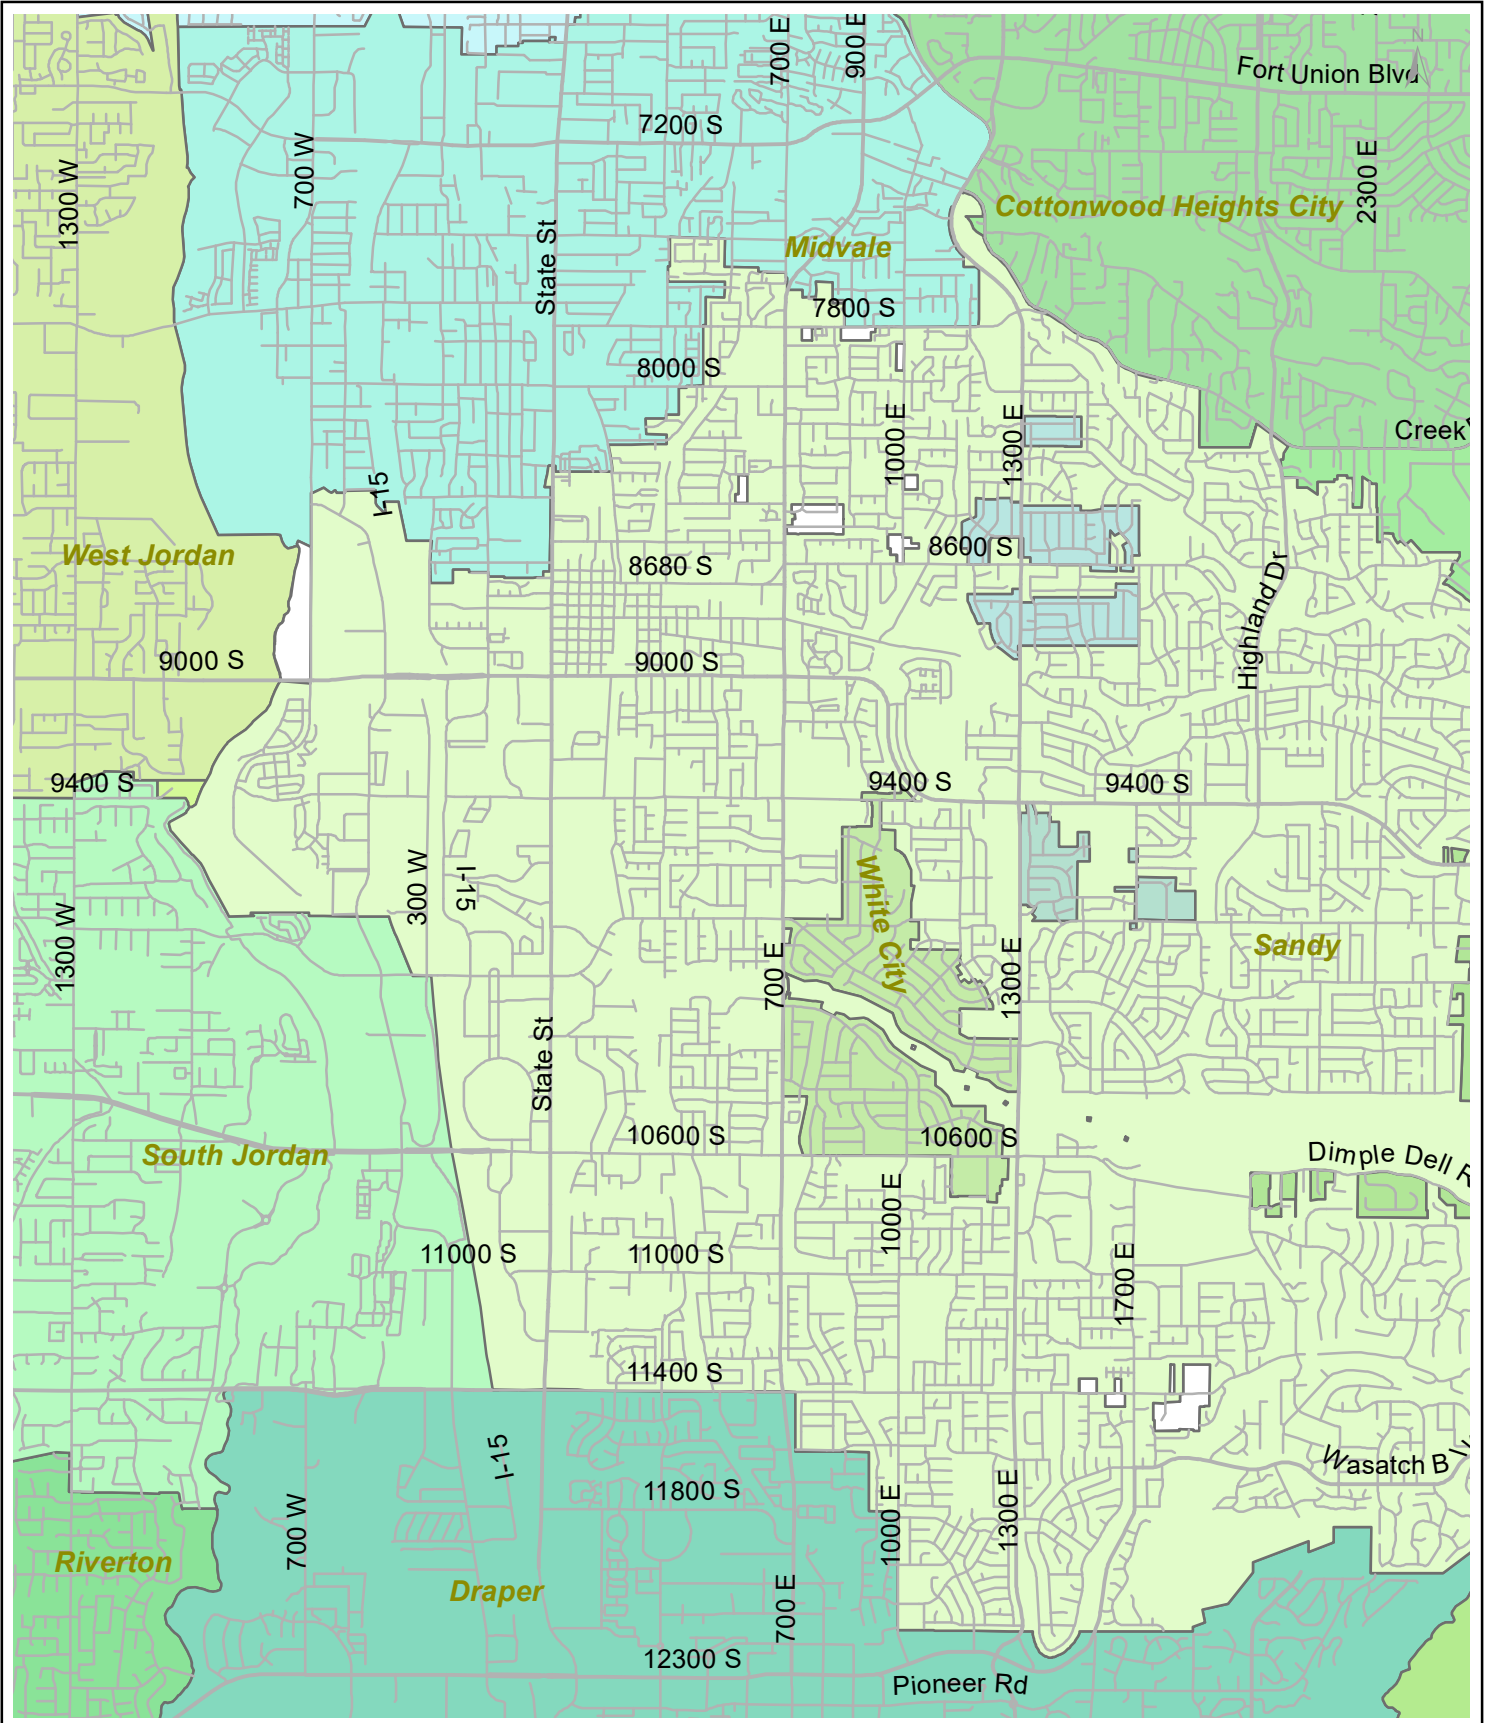 700 E
900 E
Fort Union Blvd
N
7200 S
700 W
1300 W
2300 E
Cottonwood Heights City
Midvale
State St
7800 S
8000 S
1000 E
1300 E
Creek
I-15
West Jordan
8680 S
8600 S
Highland Dr
9000 S
9000 S
9400 S
9400 S
9400 S
300 W
I-15
White City
1300 W
700 E
1300 E
Sandy
State St
10600 S
10600 S
South Jordan
Dimple Dell R
1000 E
11000 S
11000 S
1700 E
11400 S
I-15
Wasatch Blv
11800 S
700 W
1000 E
1300 E
Riverton
Draper
700 E
12300 S
Pioneer Rd